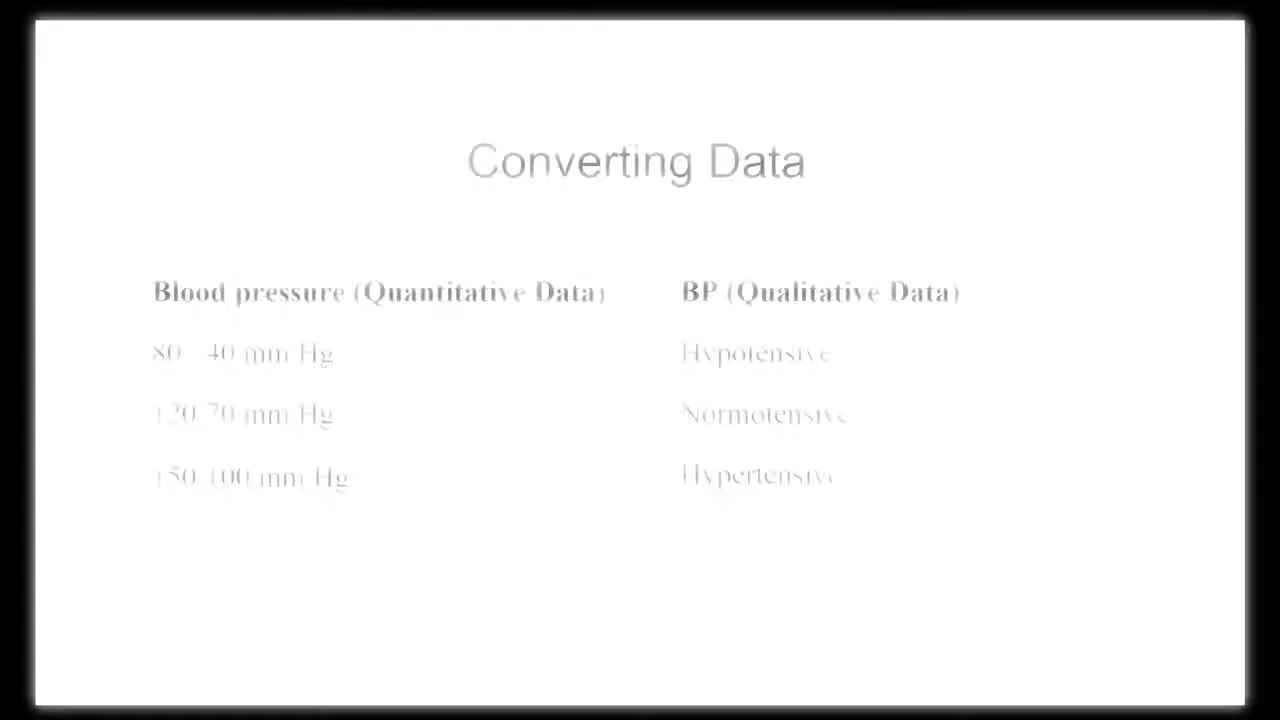 Converting Data
Blood pressure (Quantitative Data) BP (Qualitative Data)
80 40 mm Hg Hypotensive
120 70 mm Hg Normotensive
150 100 mm Hg Hypertensive